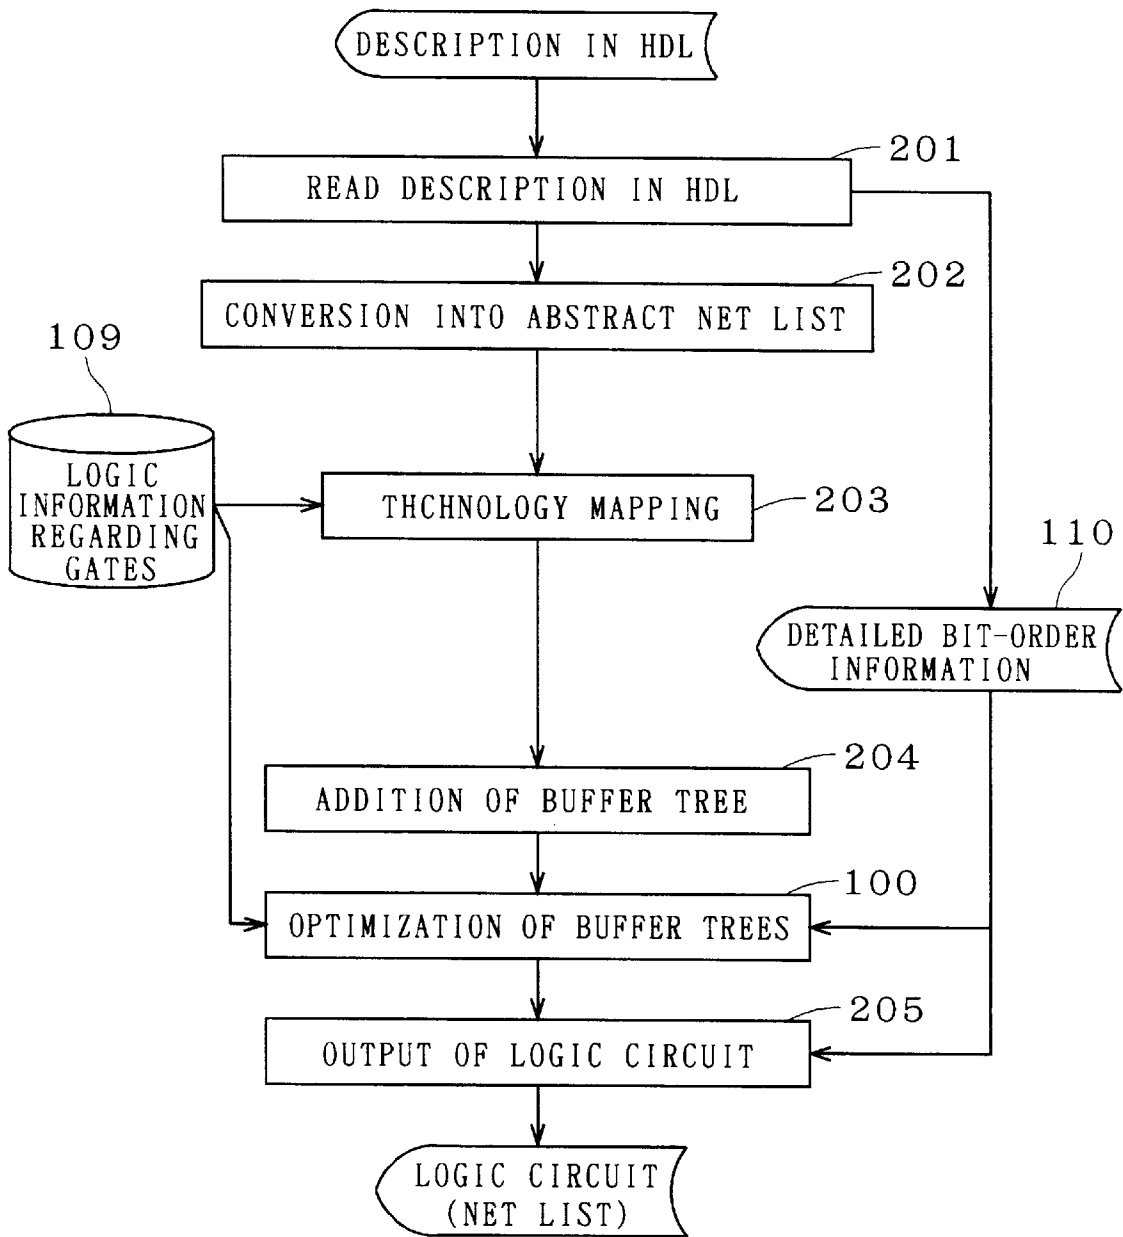 DESCRIPTION IN HDL
201
READ DESCRIPTION IN HDL
202
CONVERSION INTO ABSTRACT NET LIST
109
LOGIC
INFORMATION
REGARDING
GATES
THCHNOLOGY MAPPING
203
110
DETAILED BIT-ORDER
INFORMATION
204
ADDITION OF BUFFER TREE
100
OPTIMIZATION OF BUFFER TREES
205
OUTPUT OF LOGIC CIRCUIT
LOGIC CIRCUIT
(NET LIST)